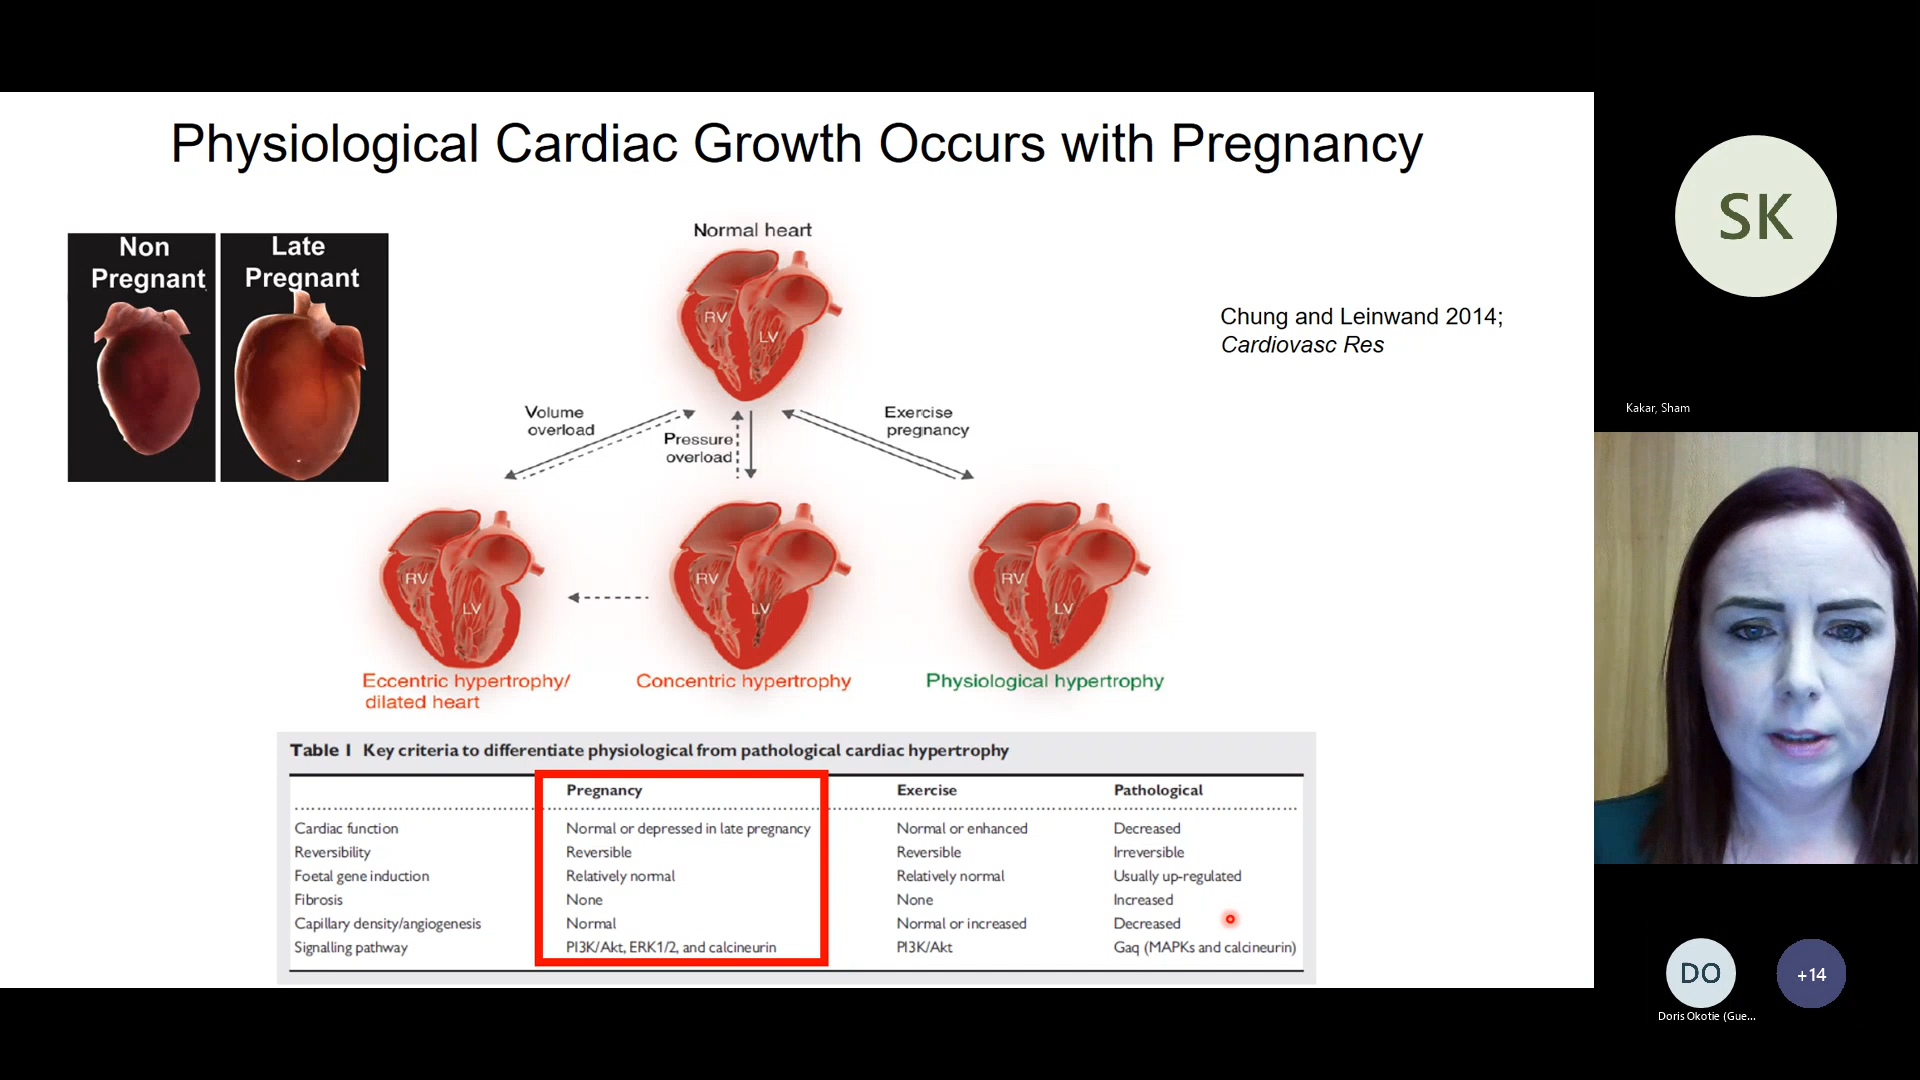 Physiological Cardiac Growth Occurs with Pregnancy
Non
Pregnant
Late
Pregnant
Normal heart
RV
LV
Chung and Leinwand 2014;
Cardiovasc Res
Volume
overload
Pressure
overload
Exercise
pregnancy
RV
LV
RV
LV
RV
LV
Eccentric hypertrophy/
dilated heart
Concentric hypertrophy
Physiological hypertrophy
Table 1 Key criteria to differentiate physiological from pathological cardiac hypertrophy
Pregnancy Exercise Pathological
Cardiac function Normal or depressed in late pregnancy Normal or enhanced Decreased
Reversibility Reversible Reversible Irreversible
Foetal gene induction Relatively normal Relatively normal Usually up-regulated
Fibrosis None None Increased
Capillary density/angiogenesis Normal Normal or increased Decreased
Signalling pathway PI3K/Akt, ERK1/2, and calcineurin PI3K/Akt Gaq (MAPKs and calcineurin)
SK
Kakar, Sham
DO
+14
Doris Okotie (Gue...